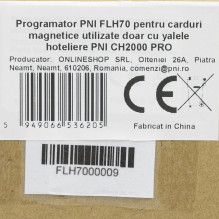 Programator PNI FLH70 pentru carduri
magnetice utilizate doar cu yalele
hoteliere PNI CH2000 PRO
Producator: ONLINESHOP SRL, Olteniei 26A, Piatra
Neamt, Neamt, 610206, Romania, comenzi@pni.ro
CE
5 949066 536205
Fabricat in China
FLH7000009